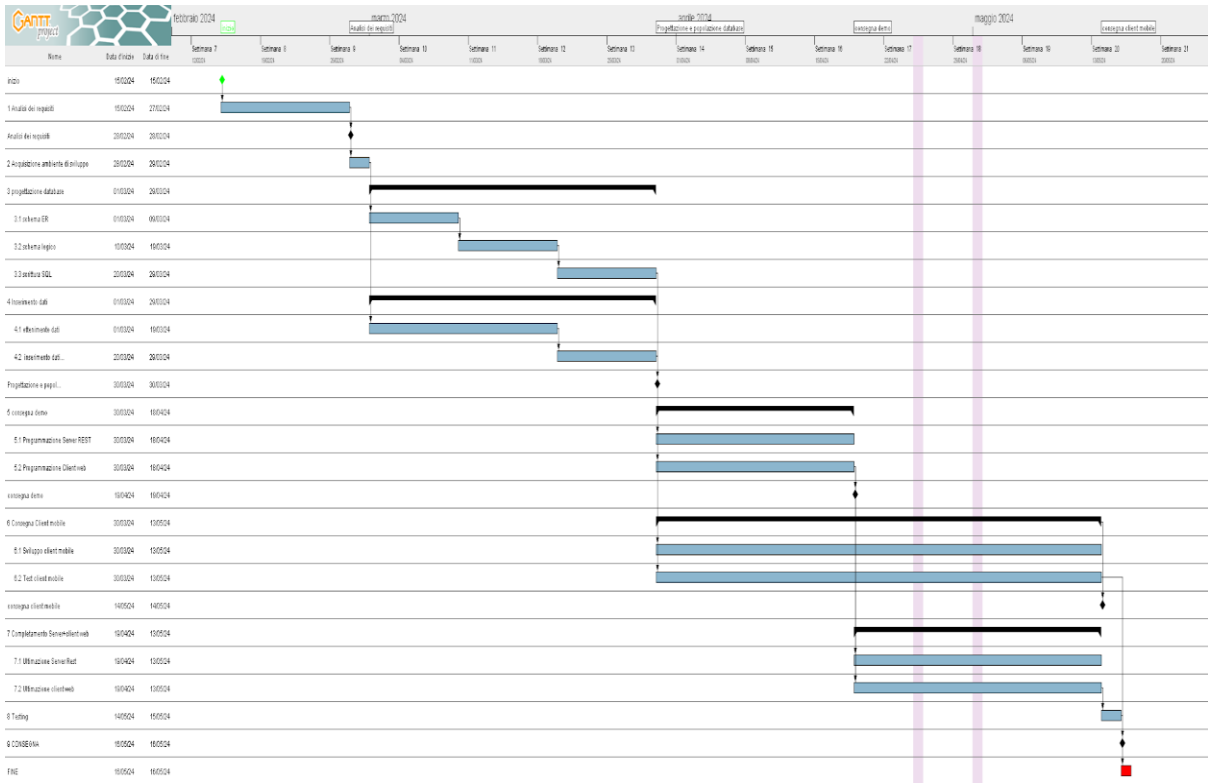 GANTT project
febbraio 2024
marzo 2024
aprile 2024
maggio 2024
inizio
Analisi dei requisiti
Progettazione e popolazione database
consegna demo
consegna client mobile
Nome Data d'inizio Data di fine
Settimana 7 Settimana 8 Settimana 9 Settimana 10 Settimana 11 Settimana 12 Settimana 13 Settimana 14 Settimana 15 Settimana 16 Settimana 17 Settimana 18 Settimana 19 Settimana 20 Settimana 21
inizio 15/02/24 15/02/24
1 Analisi dei requisiti 15/02/24 27/02/24
Analisi dei requisiti 28/02/24 28/02/24
2 Acquisizione ambiente di sviluppo 28/02/24 29/02/24
3 progettazione database 01/03/24 29/03/24
3.1 schema ER 01/03/24 09/03/24
3.2 schema logico 10/03/24 19/03/24
3.3 scrittura SQL 20/03/24 29/03/24
4 Inserimento dati 01/03/24 29/03/24
4.1 ottenimento dati 01/03/24 19/03/24
4.2 inserimento dati... 20/03/24 29/03/24
Progettazione e popol... 30/03/24 30/03/24
5 consegna demo 30/03/24 18/04/24
5.1 Programmazione Server REST 30/03/24 18/04/24
5.2 Programmazione Client web 30/03/24 18/04/24
consegna demo 19/04/24 19/04/24
6 Consegna Client mobile 30/03/24 13/05/24
6.1 Sviluppo client mobile 30/03/24 13/05/24
6.2 Test client mobile 30/03/24 13/05/24
consegna client mobile 14/05/24 14/05/24
7 Completamento Server+client web 19/04/24 13/05/24
7.1 Ultimazione Server Rest 19/04/24 13/05/24
7.2 Ultimazione client web 19/04/24 13/05/24
8 Testing 14/05/24 15/05/24
9 CONSEGNA 16/05/24 16/05/24
FINE 16/05/24 16/05/24